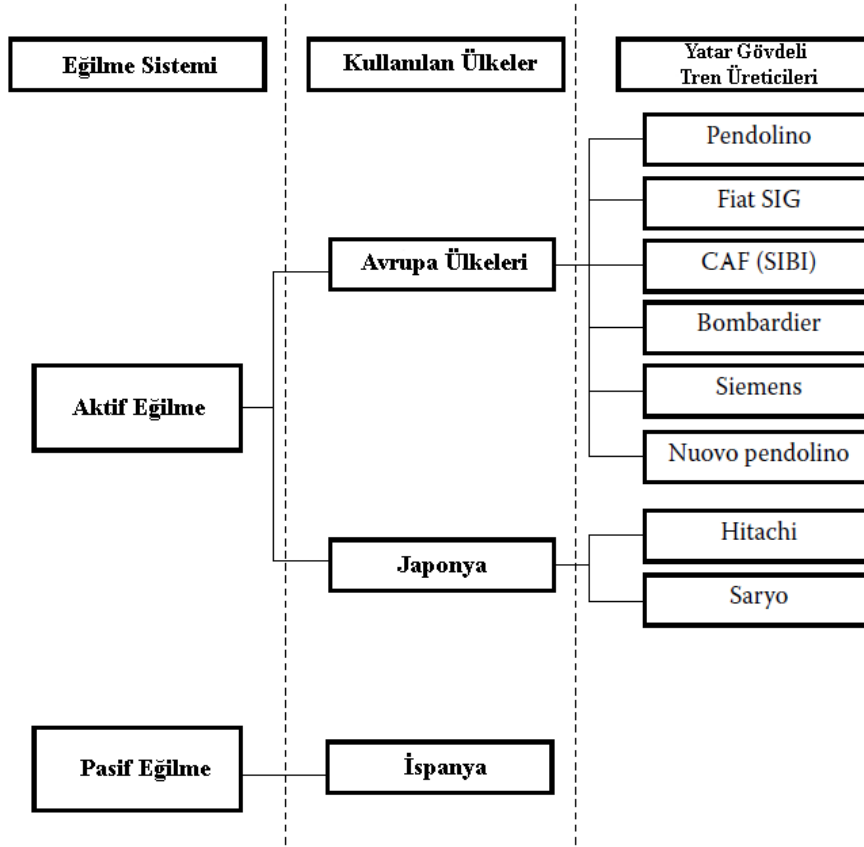 Eğilme Sistemi
Kullanılan Ülkeler
Yatar Gövdeli
Tren Üreticileri
Pendolino
Fiat SIG
Avrupa Ülkeleri
CAF (SIBI)
Bombardier
Aktif Eğilme
Siemens
Nuovo pendolino
Hitachi
Japonya
Saryo
Pasif Eğilme
İspanya